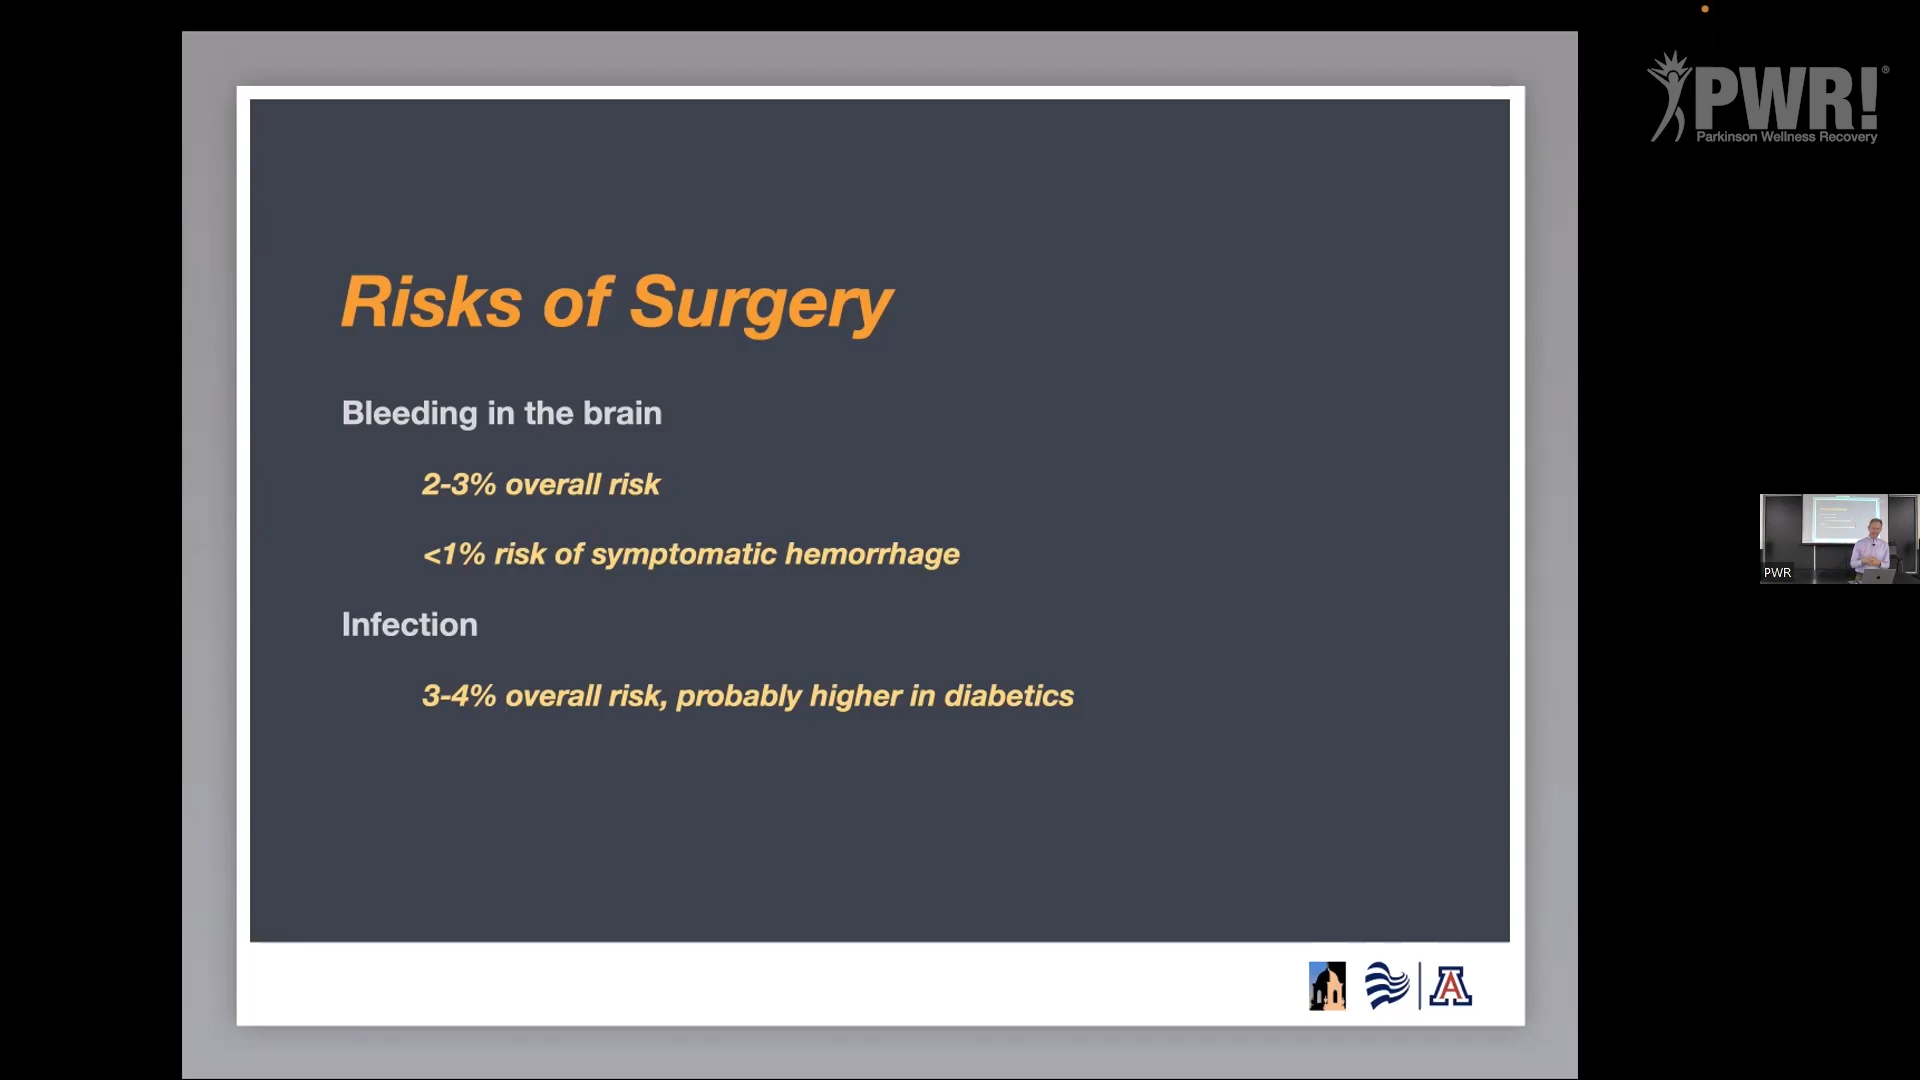 PWR!®
Parkinson Wellness Recovery
Risks of Surgery
Bleeding in the brain
2-3% overall risk
<1% risk of symptomatic hemorrhage
Infection
3-4% overall risk, probably higher in diabetics
PWR
A